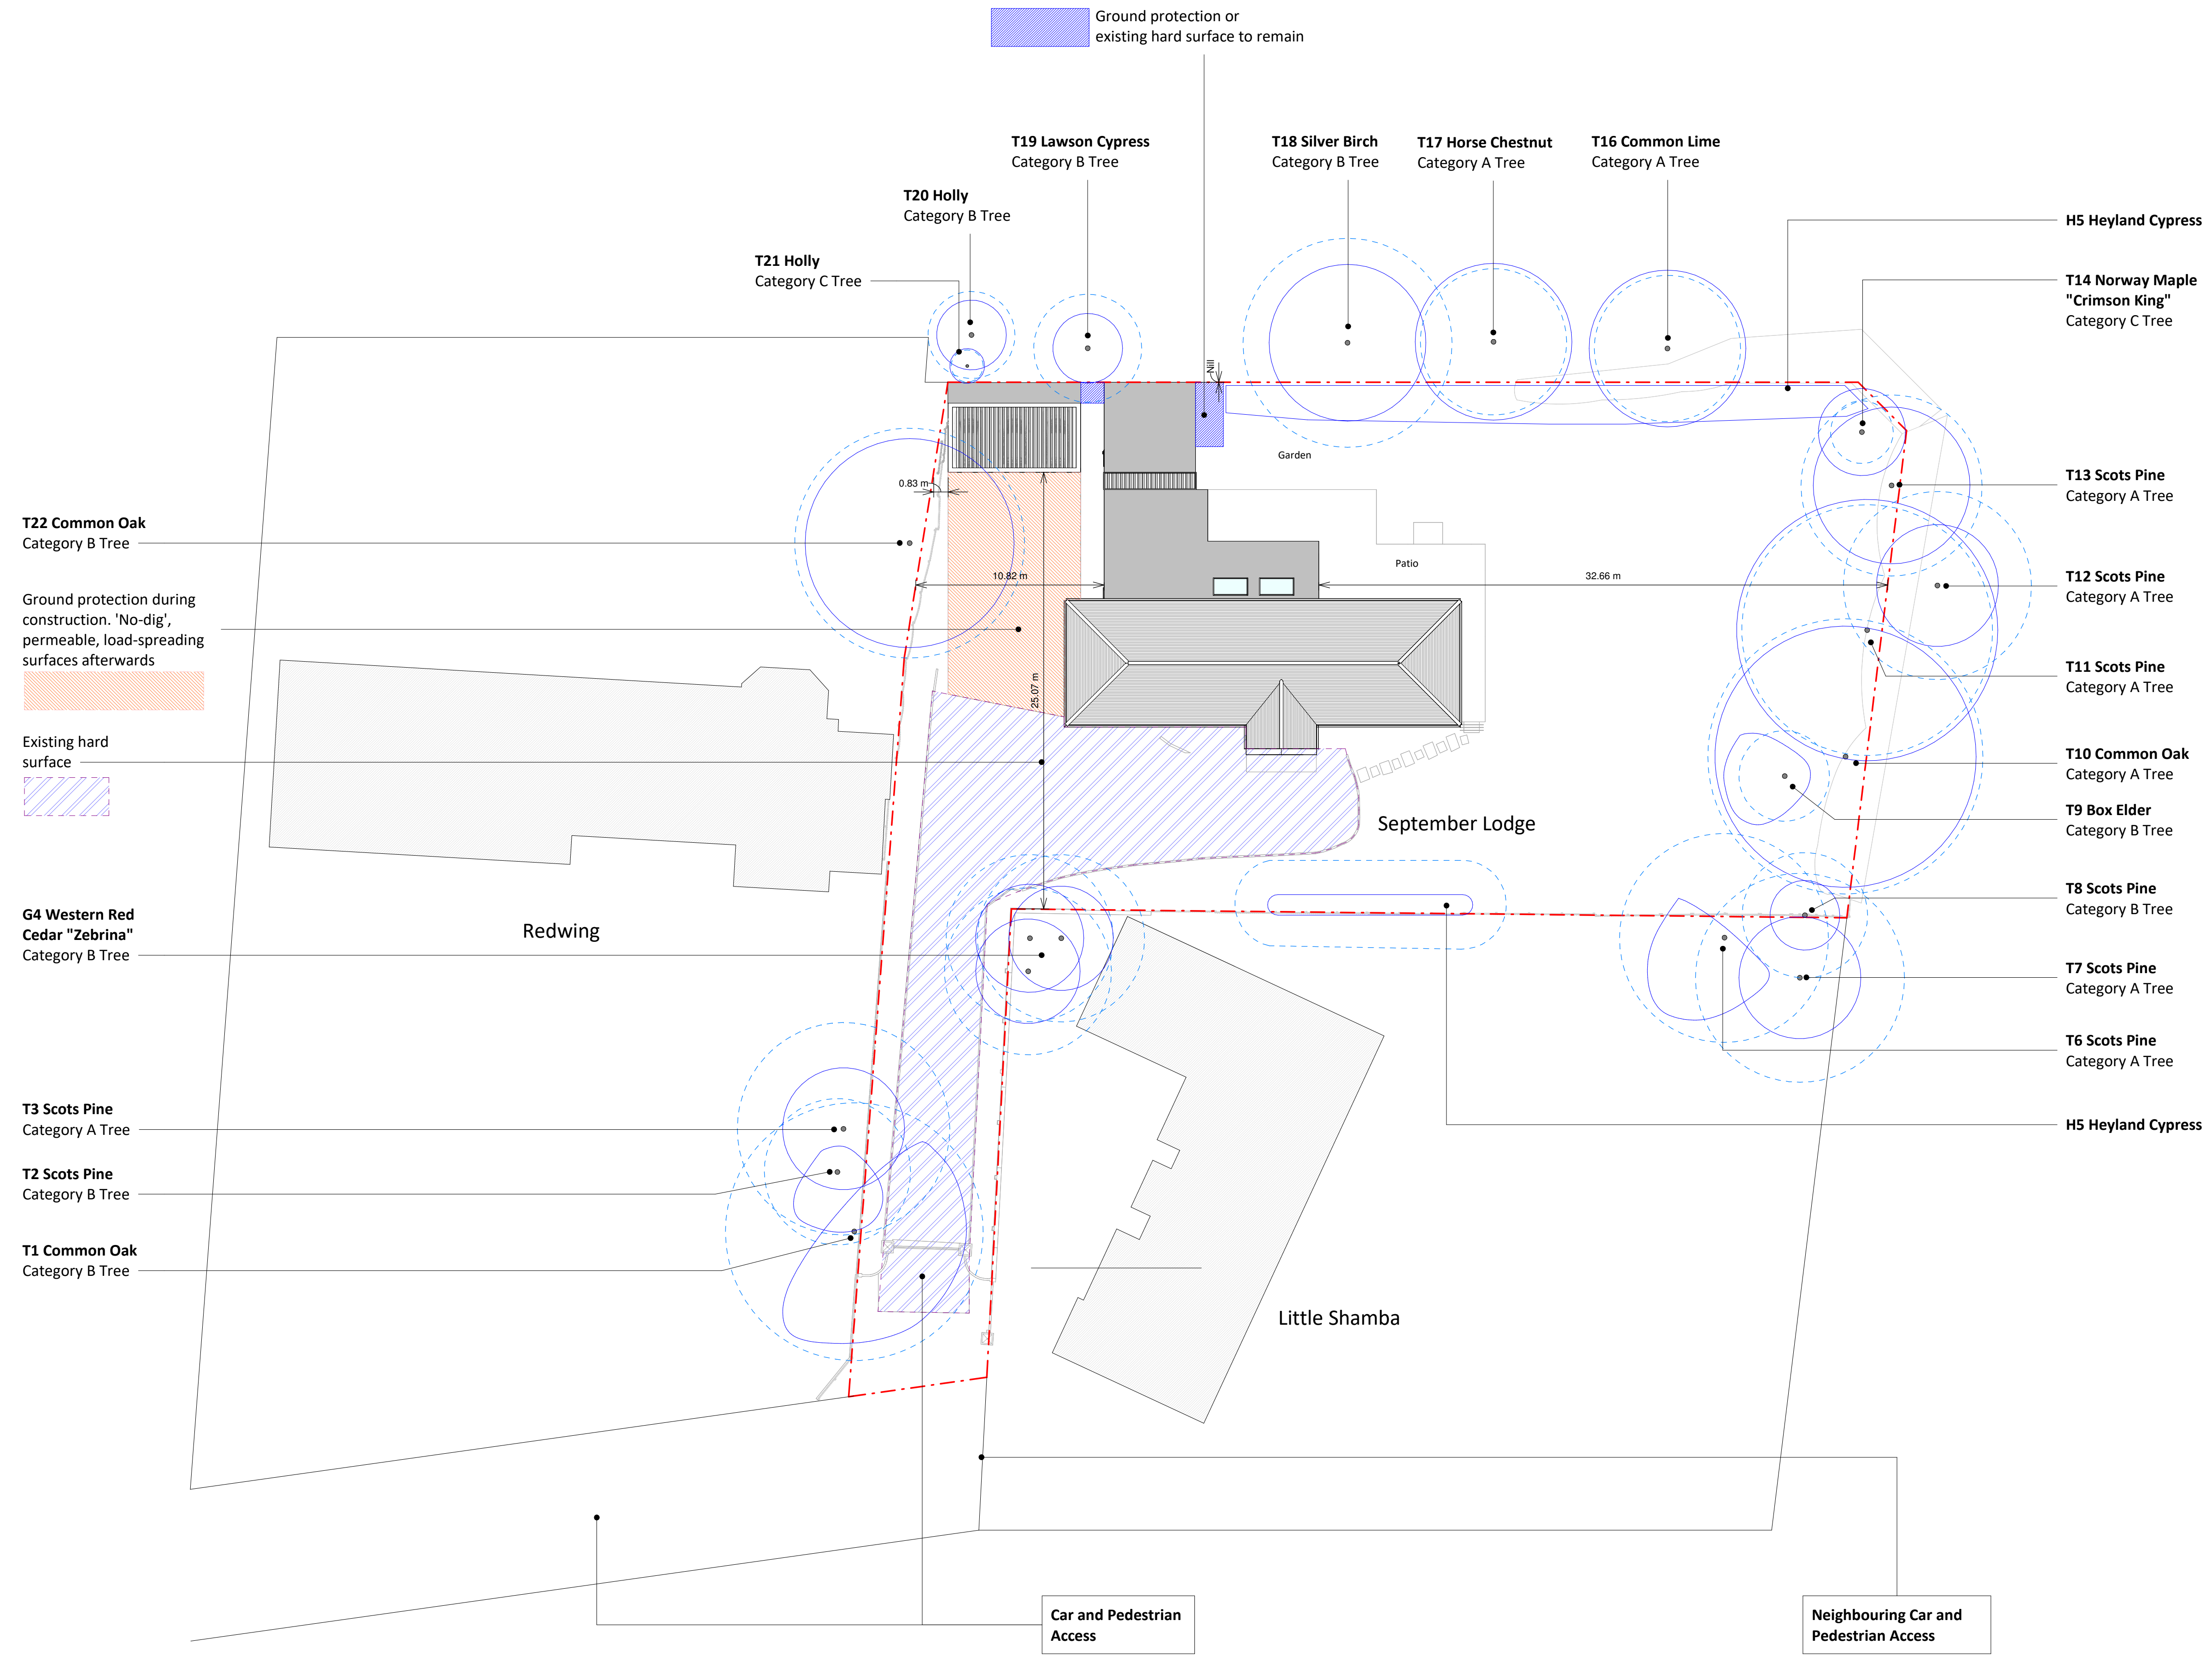 Ground protection or
existing hard surface to remain
T19 Lawson Cypress
Category B Tree
T18 Silver Birch
Category B Tree
T17 Horse Chestnut
Category A Tree
T16 Common Lime
Category A Tree
T20 Holly
Category B Tree
T21 Holly
Category C Tree
H5 Heyland Cypress
T14 Norway Maple
"Crimson King"
Category C Tree
Nill
Garden
T13 Scots Pine
Category A Tree
0.83 m
T22 Common Oak
Category B Tree
Patio
10.82 m
32.66 m
T12 Scots Pine
Category A Tree
Ground protection during
construction. 'No-dig',
permeable, load-spreading
surfaces afterwards
T11 Scots Pine
Category A Tree
25.07 m
Existing hard
surface
T10 Common Oak
Category A Tree
T9 Box Elder
Category B Tree
September Lodge
T8 Scots Pine
Category B Tree
G4 Western Red
Cedar "Zebrina"
Category B Tree
Redwing
T7 Scots Pine
Category A Tree
T6 Scots Pine
Category A Tree
T3 Scots Pine
Category A Tree
H5 Heyland Cypress
T2 Scots Pine
Category B Tree
T1 Common Oak
Category B Tree
Little Shamba
Car and Pedestrian
Access
Neighbouring Car and
Pedestrian Access